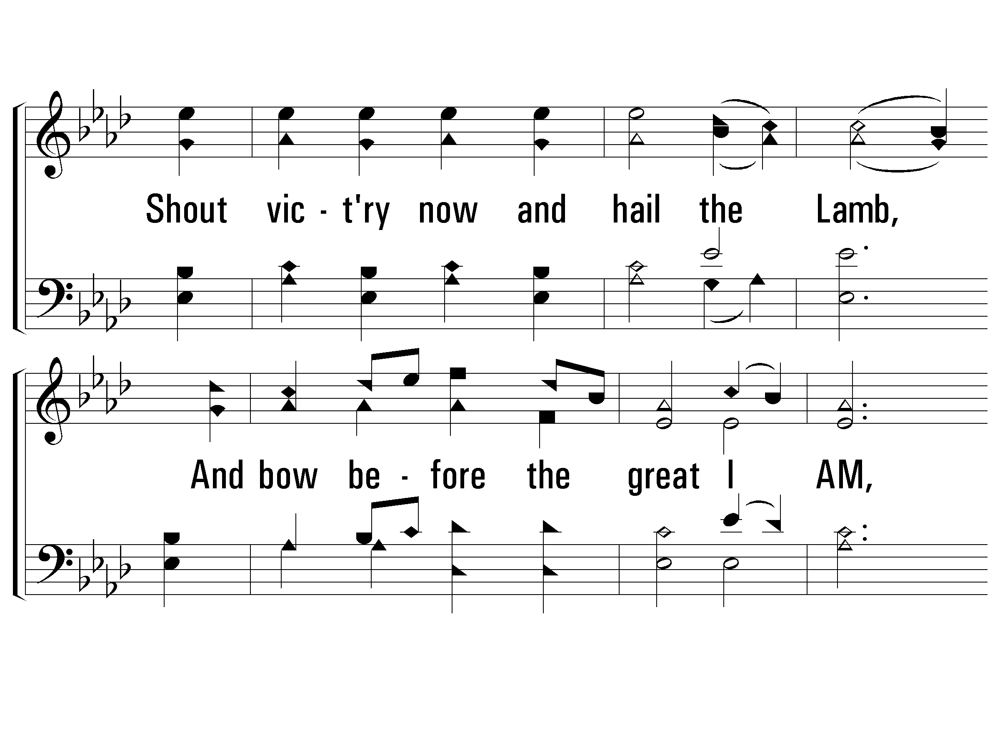 Shout vic - t'ry now and hail the Lamb,
And bow be - fore the great I AM,